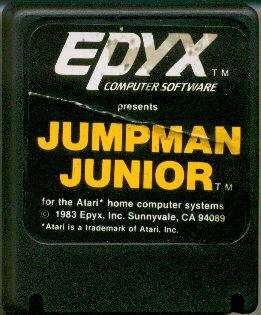 EPYX TM
COMPUTER SOFTWARE
presents
JUMPMAN
JUNIOR TM
for the Atari* home computer systems
© 1983 Epyx, Inc. Sunnyvale, CA 94089
*Atari is a trademark of Atari, Inc.